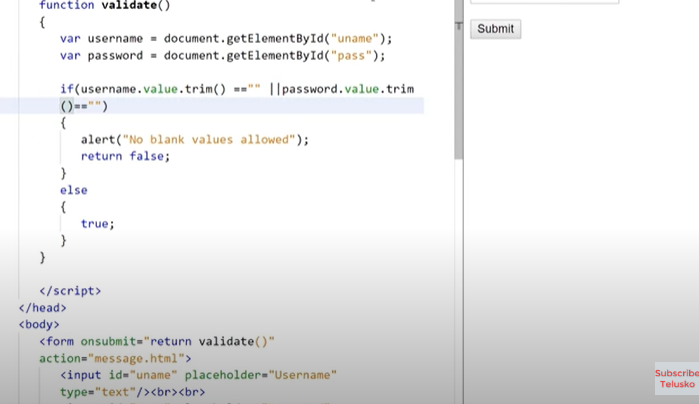 function validate()
{
var username = document.getElementById("uname");
var password = document.getElementById("pass");
if(username.value.trim() =="" ||password.value.trim
()=="")
{
alert("No blank values allowed");
return false;
}
else
{
true;
}
}
</script>
</head>
<body>
<form onsubmit="return validate()"
action="message.html">
<input id="uname" placeholder="Username"
type="text"/><br><br>
Submit
Subscribe
Telusko